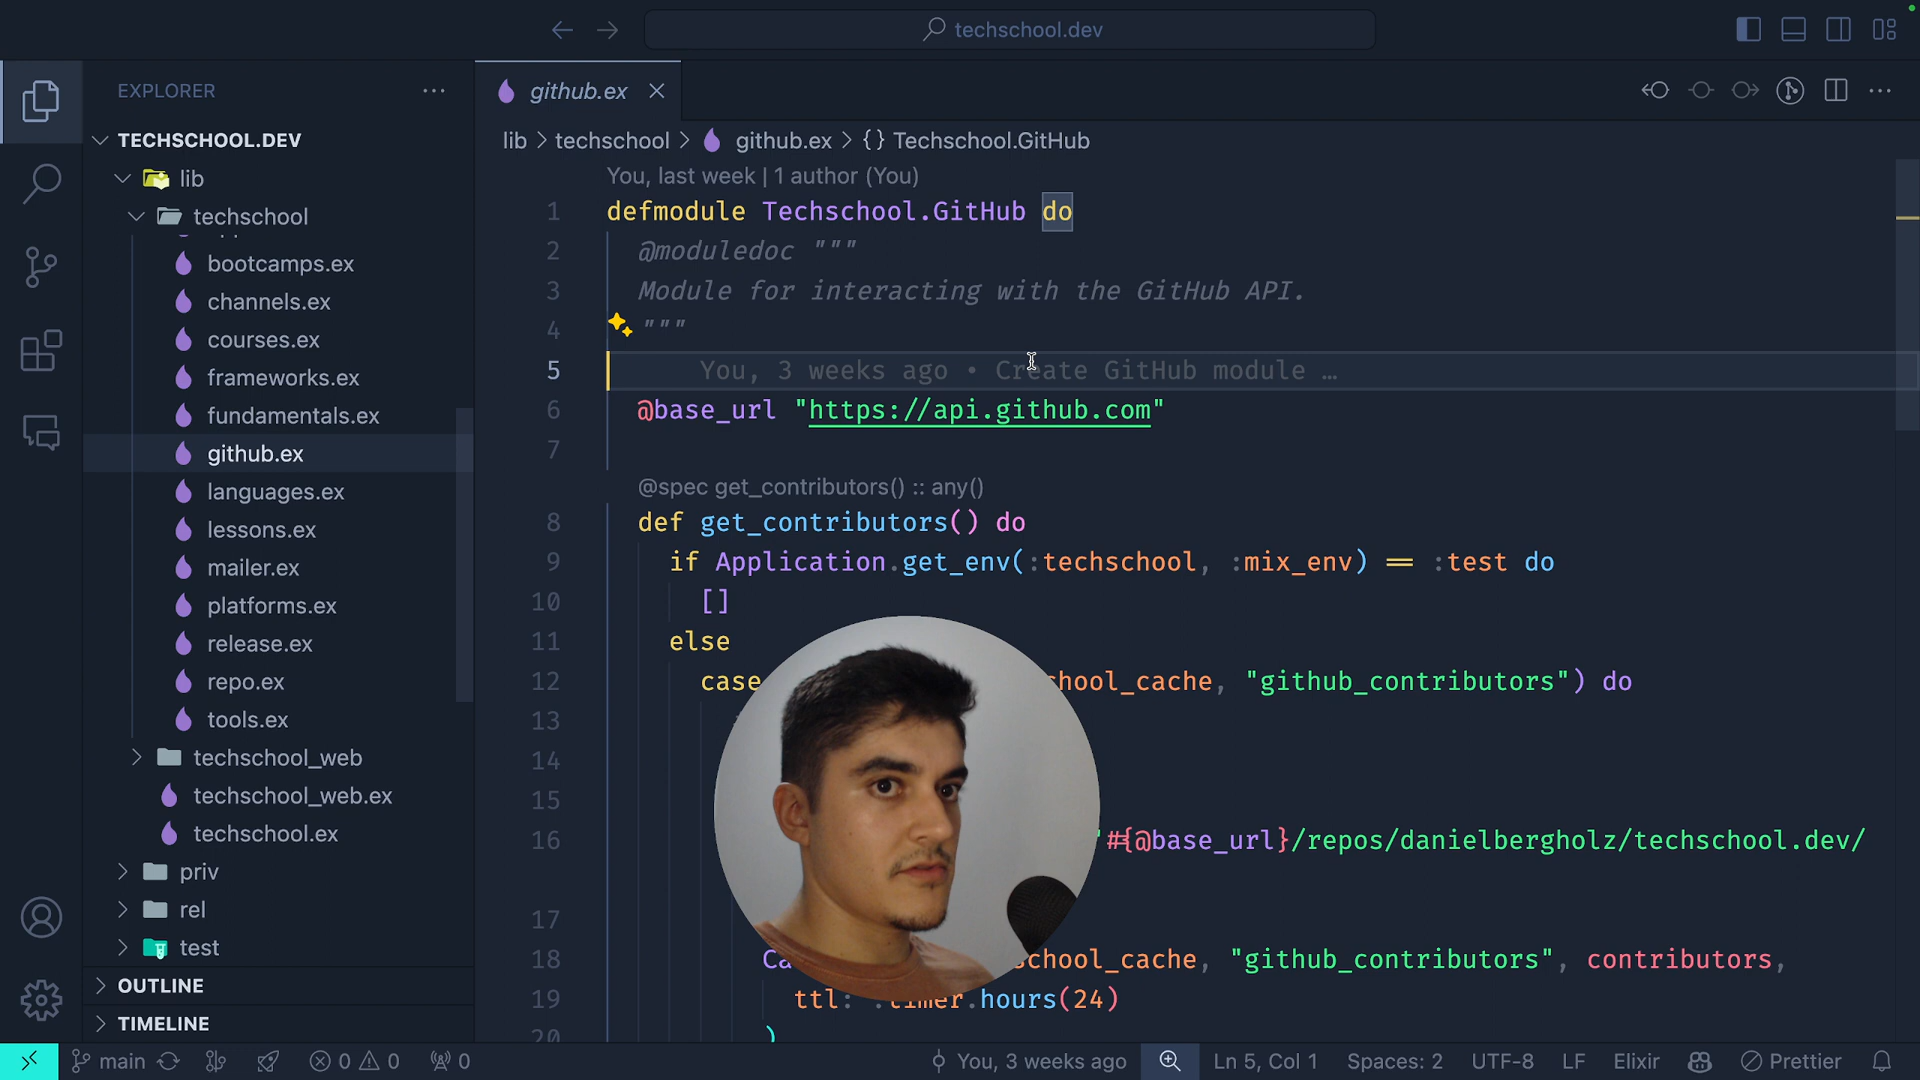 techschool.dev
EXPLORER
TECHSCHOOL.DEV
lib
techschool
bootcamps.ex
channels.ex
courses.ex
frameworks.ex
fundamentals.ex
github.ex
languages.ex
lessons.ex
mailer.ex
platforms.ex
release.ex
repo.ex
tools.ex
techschool_web
techschool_web.ex
techschool.ex
priv
rel
test
OUTLINE
TIMELINE
github.ex
lib > techschool > github.ex > {} Techschool.GitHub
You, last week | 1 author (You)
1 defmodule Techschool.GitHub do
2 @moduledoc """
3 Module for interacting with the GitHub API.
4 """
5 You, 3 weeks ago • Create GitHub module …
6 @base_url "https://api.github.com"
7
@spec get_contributors() :: any()
8 def get_contributors() do
9 if Application.get_env(:techschool, :mix_env) == :test do
10 []
11 else
12 case hool_cache, "github_contributors") do
13
14
15
16 "#{@base_url}/repos/danielbergholz/techschool.dev/
17
18 Ca school_cache, "github_contributors", contributors,
19 ttl: :timer.hours(24)
20 )
main 0 0 0 You, 3 weeks ago Ln 5, Col 1 Spaces: 2 UTF-8 LF Elixir Prettier